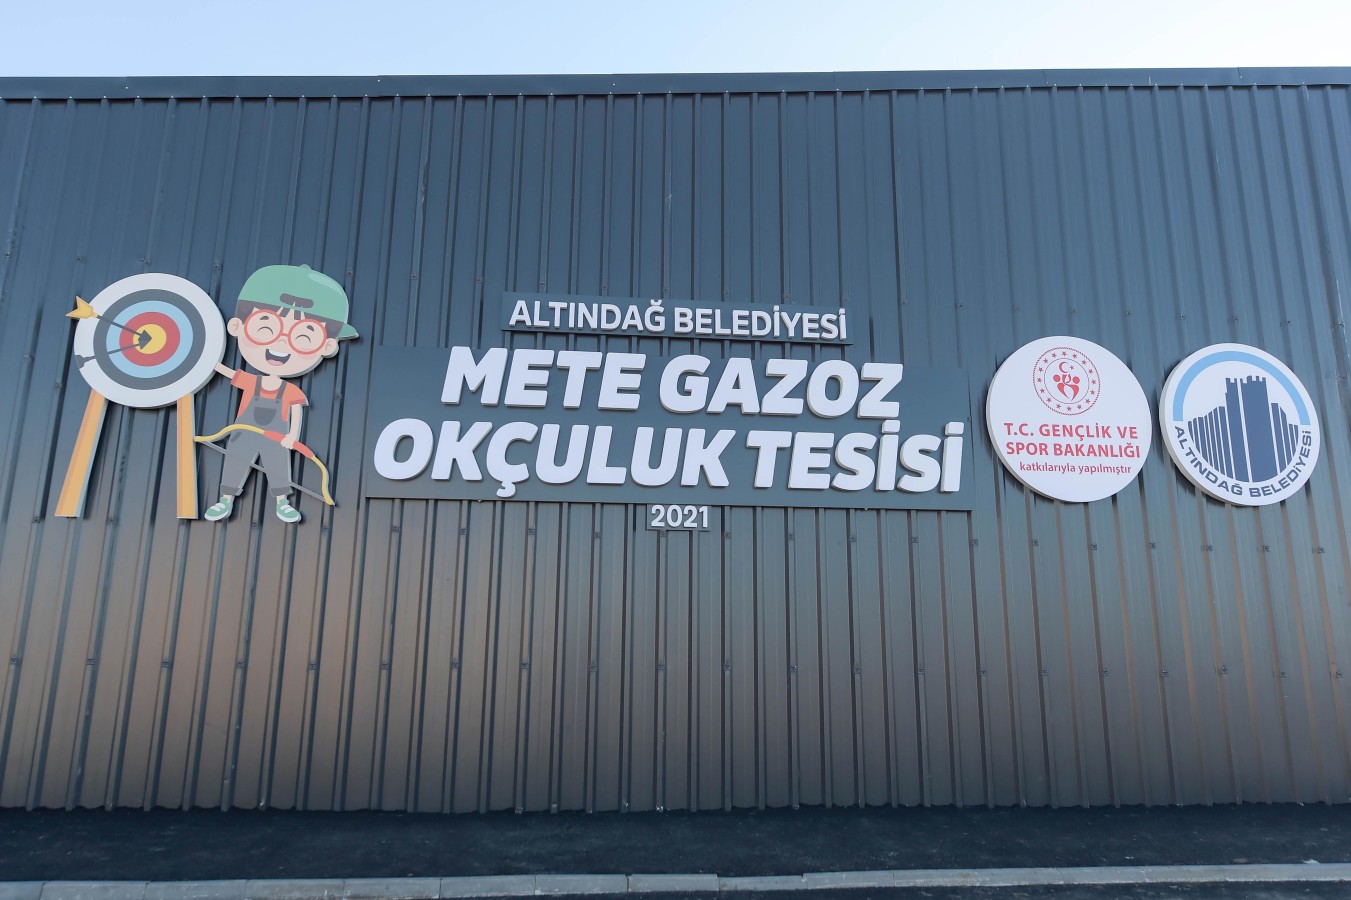 ALTINDAĞ BELEDİYESİ
METE GAZOZ
OKÇULUK TESİSİ
2021
T.C. GENÇLİK VE
SPOR BAKANLIĞI
katkılarıyla yapılmıştır
ALTINDAĞ BELEDİYESİ